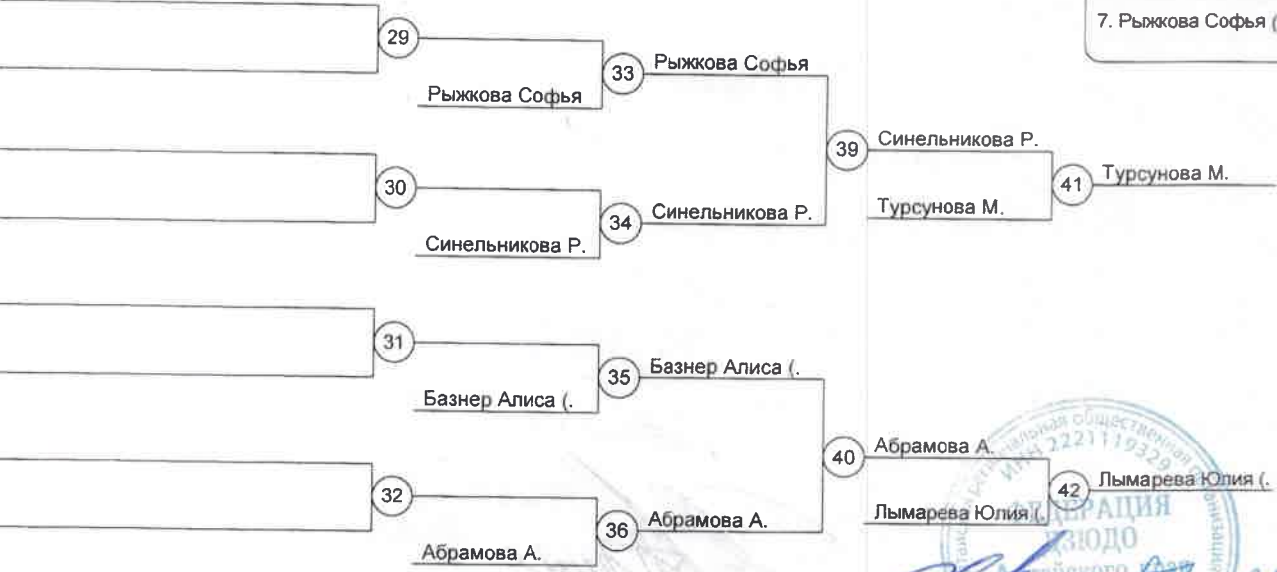 7. Рыжкова Софья (
29
33
Рыжкова Софья
Рыжкова Софья
39
Синельникова Р.
30
34
Синельникова Р.
Синельникова Р.
Турсунова М.
41
Турсунова М.
31
35
Базнер Алиса (.
Базнер Алиса (.
40
Абрамова А.
32
36
Абрамова А.
Абрамова А.
Лымарева Юлия (.
42
Лымарева Юлия (.
ИНН 2221119329
ФЕДЕРАЦИЯ
ДЗЮДО